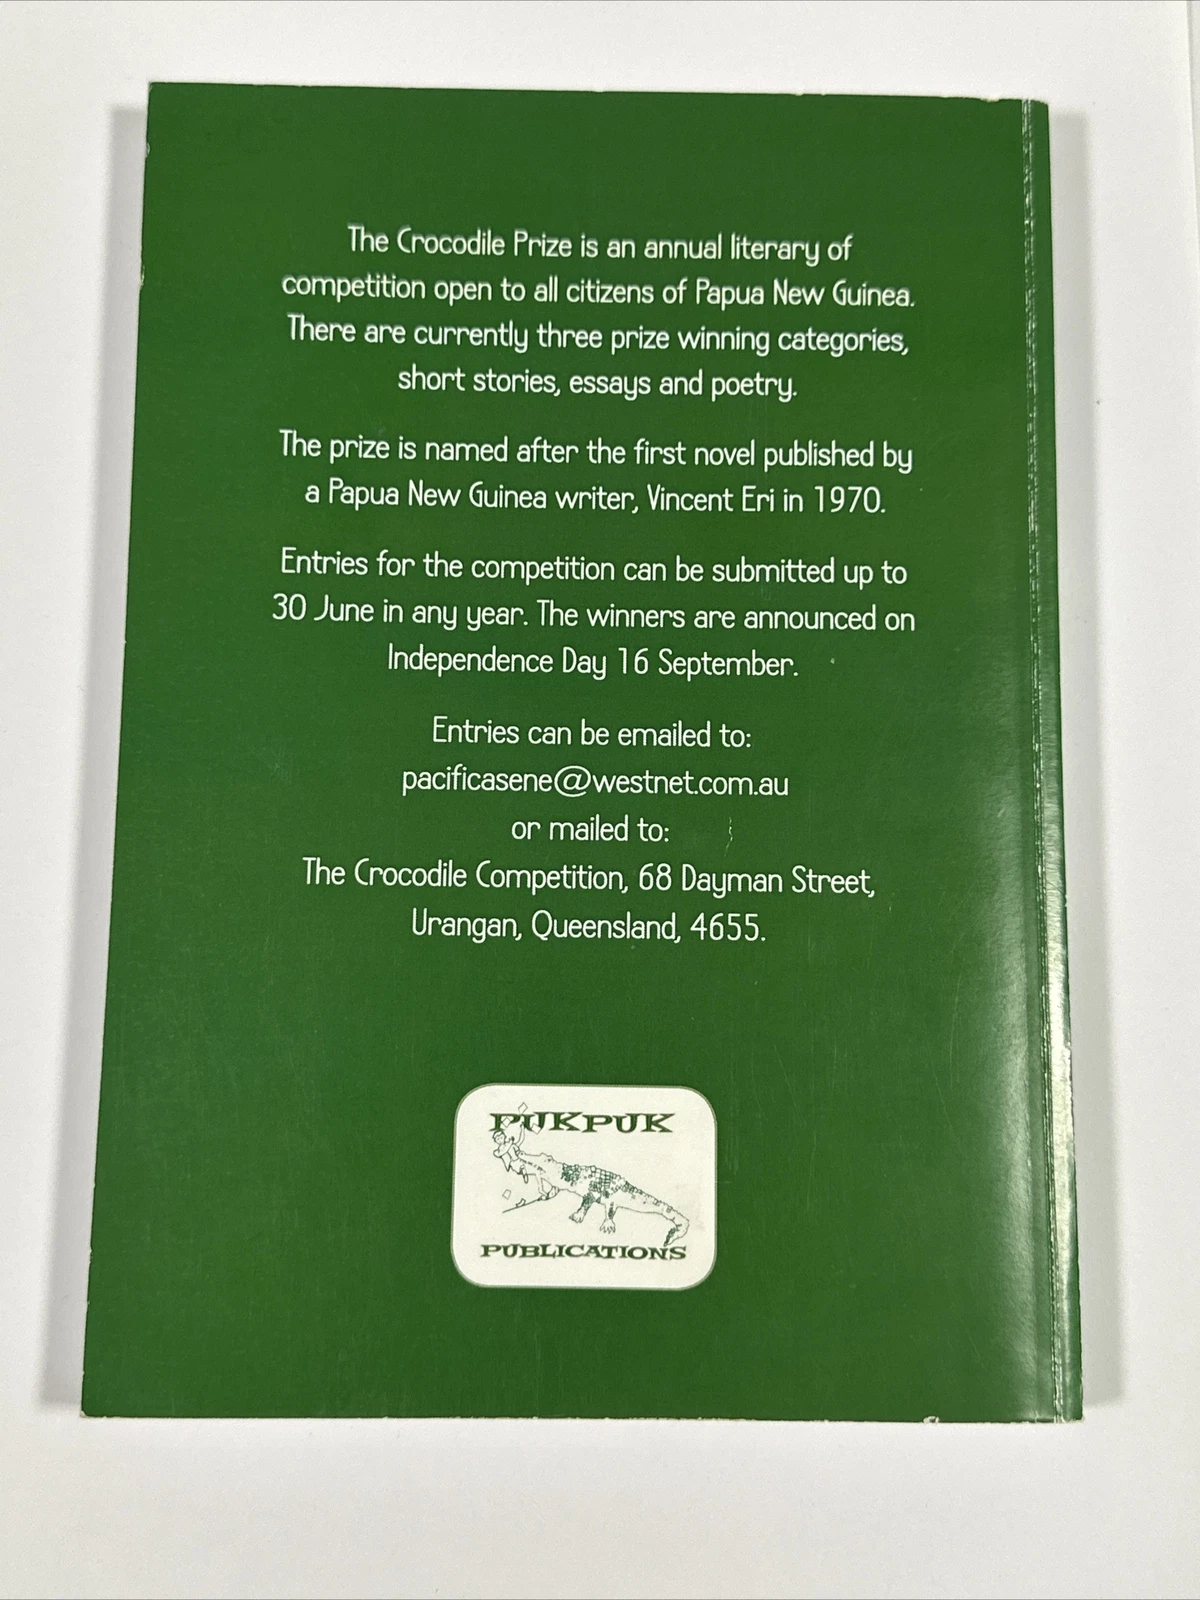 The Crocodile Prize is an annual literary of
competition open to all citizens of Papua New Guinea.
There are currently three prize winning categories,
short stories, essays and poetry.
The prize is named after the first novel published by
a Papua New Guinea writer, Vincent Eri in 1970.
Entries for the competition can be submitted up to
30 June in any year. The winners are announced on
Independence Day 16 September.
Entries can be emailed to:
pacificasene@westnet.com.au
or mailed to:
The Crocodile Competition, 68 Dayman Street,
Urangan, Queensland, 4655.
PUKPUK
PUBLICATIONS